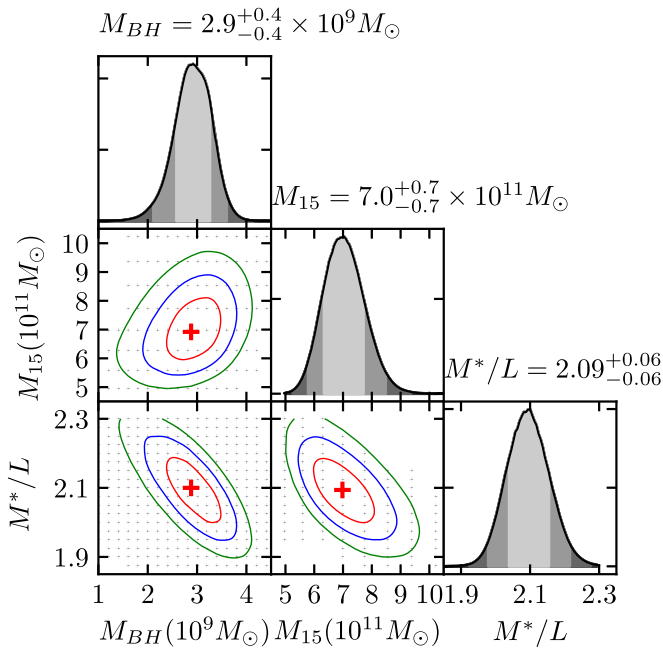 M_{BH} = 2.9^{+0.4}_{-0.4} × 10^9 M_⊙
M_{15} = 7.0^{+0.7}_{-0.7} × 10^{11} M_⊙
M_{15}(10^{11} M_⊙)
10
9
8
7
6
5
M^*/L = 2.09^{+0.06}_{-0.06}
M^*/L
2.3
2.1
1.9
1 2 3 4 5 6 7 8 9 10 1.9 2.1 2.3
M_{BH}(10^9 M_⊙) M_{15}(10^{11} M_⊙) M^*/L